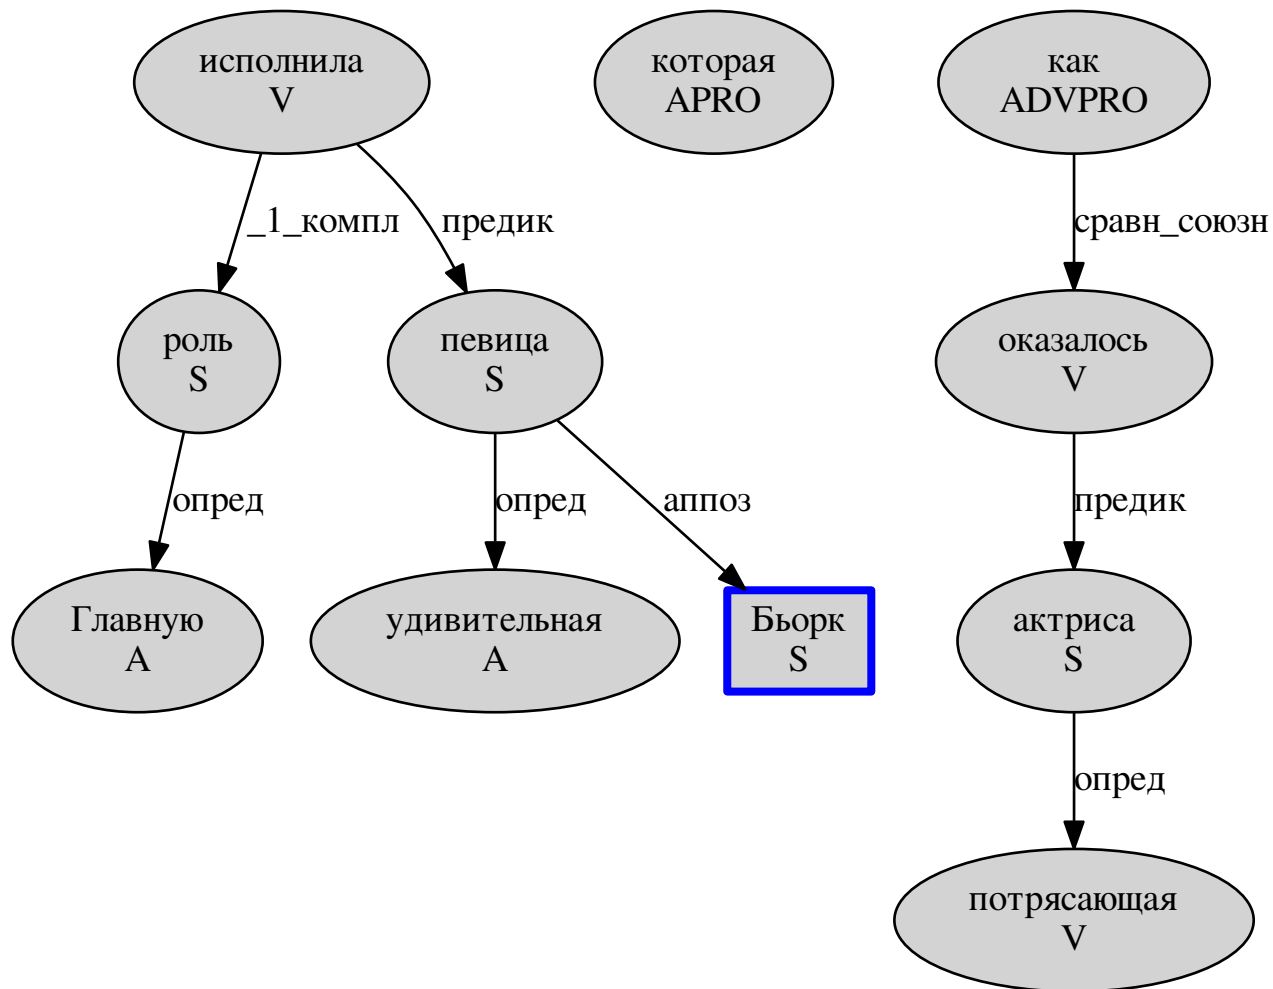 исполнила
V
которая
APRO
как
ADVPRO
_1_компл
предик
сравн_союзн
роль
S
певица
S
оказалось
V
опред
опред
аппоз
предик
Главную
A
удивительная
A
Бьорк
S
актриса
S
опред
потрясающая
V